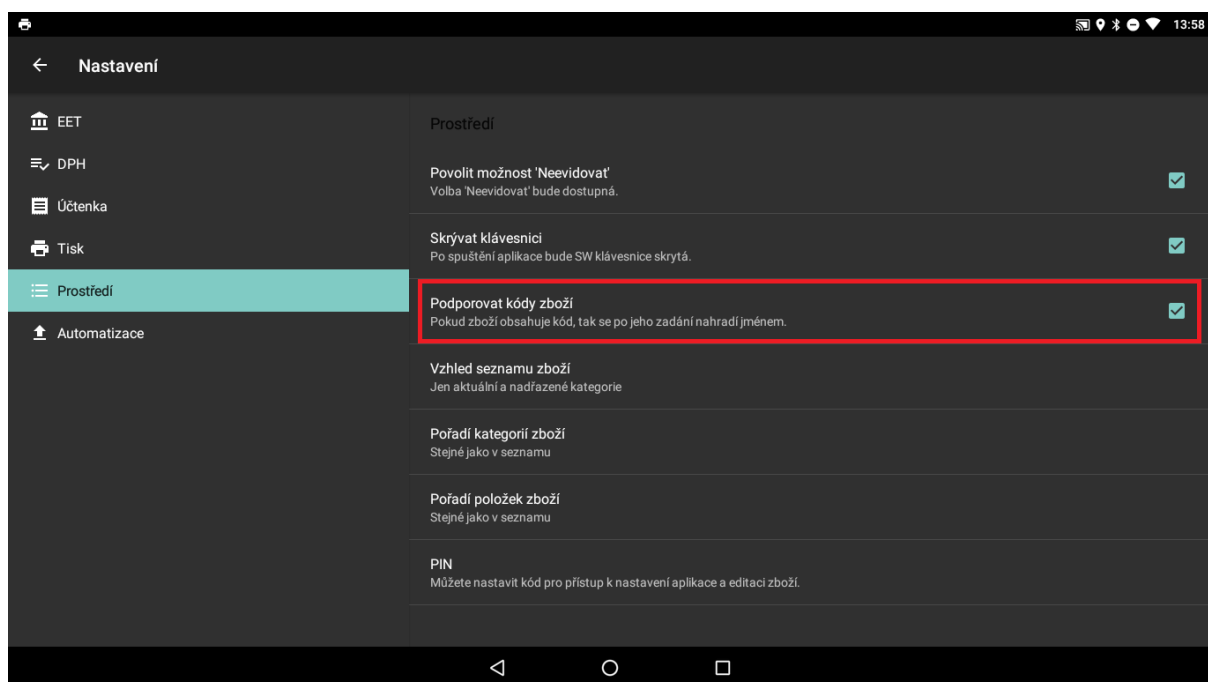 13:58
Nastavení
EET
DPH
Účtenka
Tisk
Prostředí
Automatizace
Prostředí
Povolit možnost 'Neevidovat'
Volba 'Neevidovat' bude dostupná.
Skrývat klávesnici
Po spuštění aplikace bude SW klávesnice skrytá.
Podporovat kódy zboží
Pokud zboží obsahuje kód, tak se po jeho zadání nahradí jménem.
Vzhled seznamu zboží
Jen aktuální a nadřazené kategorie
Pořadí kategorií zboží
Stejné jako v seznamu
Pořadí položek zboží
Stejné jako v seznamu
PIN
Můžete nastavit kód pro přístup k nastavení aplikace a editaci zboží.